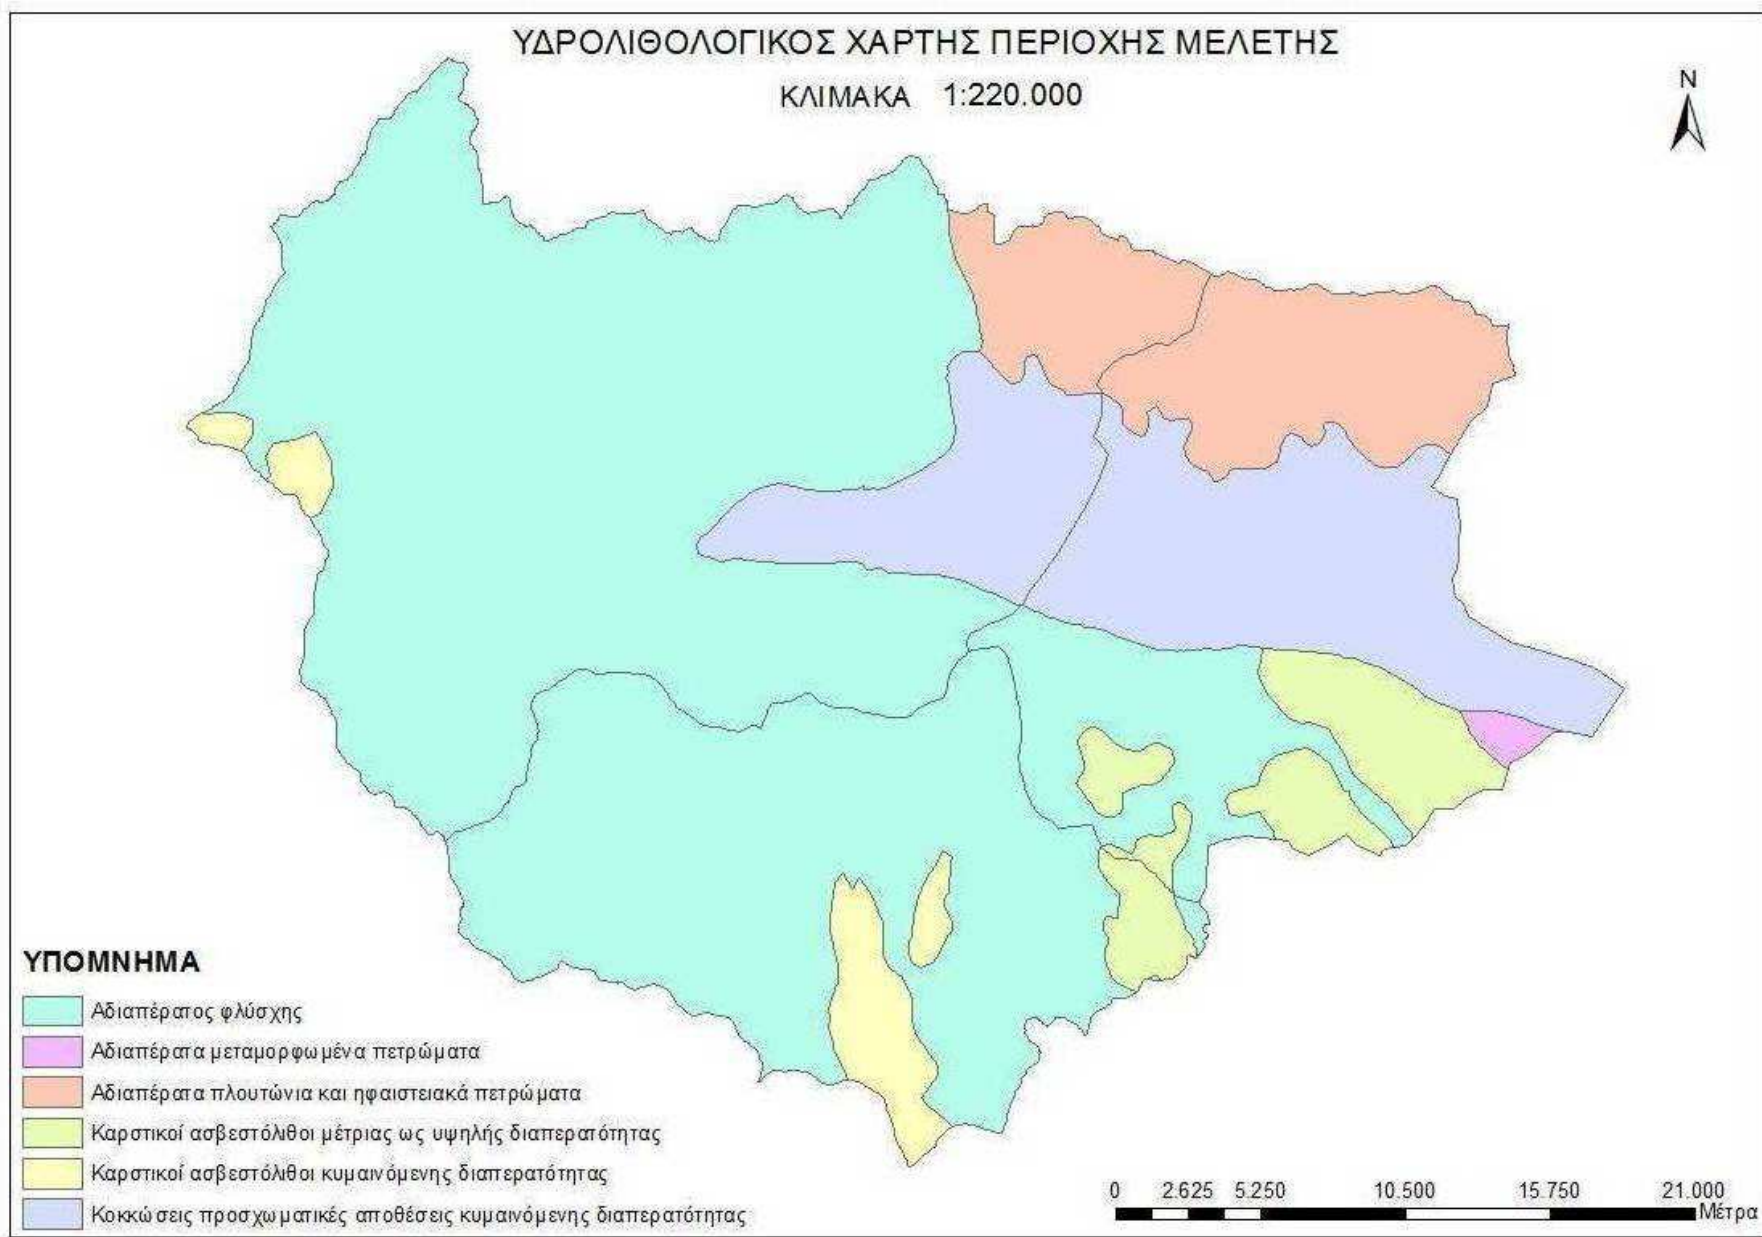 ΥΔΡΟΛΙΘΟΛΟΓΙΚΟΣ ΧΑΡΤΗΣ ΠΕΡΙΟΧΗΣ ΜΕΛΕΤΗΣ
ΚΛΙΜΑΚΑ 1:220.000
N
ΥΠΟΜΝΗΜΑ
Αδιαπέρατος φλύσχης
Αδιαπέρατα μεταμορφωμένα πετρώματα
Αδιαπέρατα πλουτώνια και ηφαιστειακά πετρώματα
Καρστικοί ασβεστόλιθοι μέτριας ως υψηλής διαπερατότητας
Καρστικοί ασβεστόλιθοι κυμαινόμενης διαπερατότητας
Κοκκώσεις προσχωματικές αποθέσεις κυμαινόμενης διαπερατότητας
0 2.625 5.250 10.500 15.750 21.000
Μέτρα